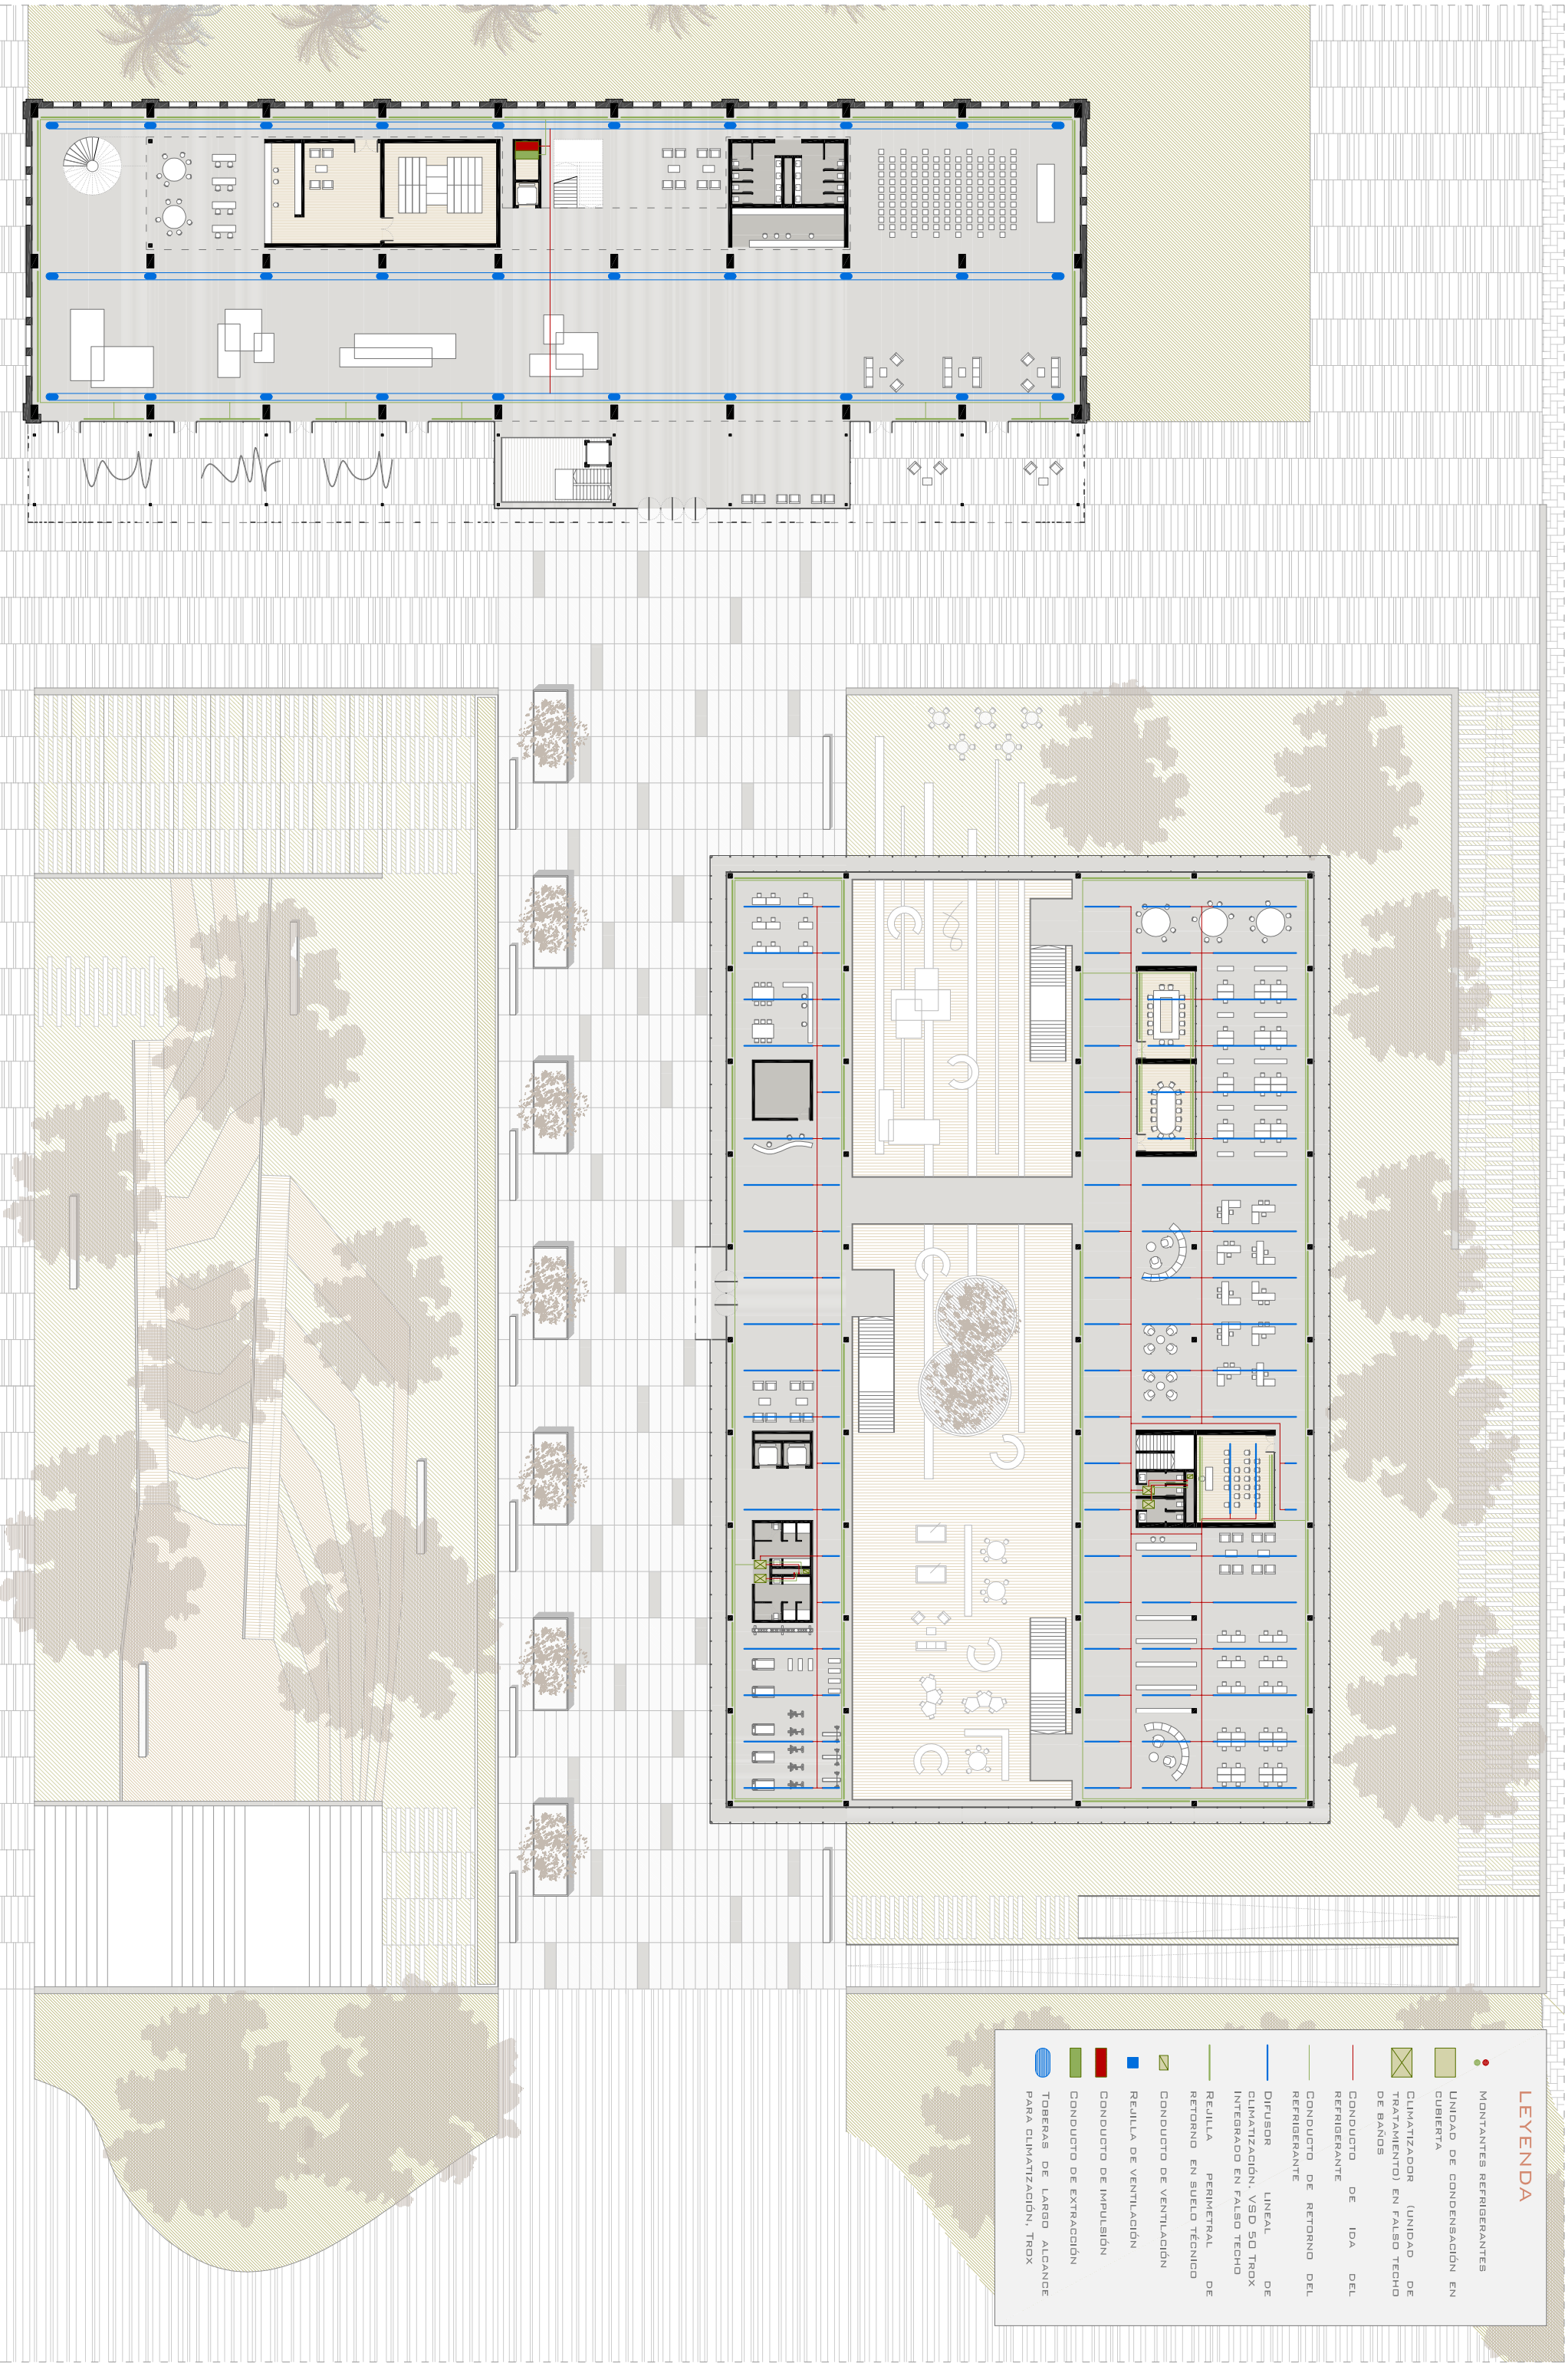 LEYENDA
MONTANTES REFRIGERANTES
UNIDAD DE CONDENSACIÓN EN
CUBIERTA
CLIMATIZADOR (UNIDAD DE
TRATAMIENTO) EN FALSO TECHO
DE BAÑOS
CONDUCTO DE IDA DEL
REFRIGERANTE
CONDUCTO DE RETORNO DEL
REFRIGERANTE
DIFUSOR LINEAL DE
CLIMATIZACIÓN. VSD 50 TROX
INTEGRADO EN FALSO TECHO
REJILLA PERIMETRAL DE
RETORNO EN SUELO TÉCNICO
CONDUCTO DE VENTILACIÓN
REJILLA DE VENTILACIÓN
CONDUCTO DE IMPULSIÓN
CONDUCTO DE EXTRACCIÓN
TOBERAS DE LARGO ALCANCE
PARA CLIMATIZACIÓN, TROX